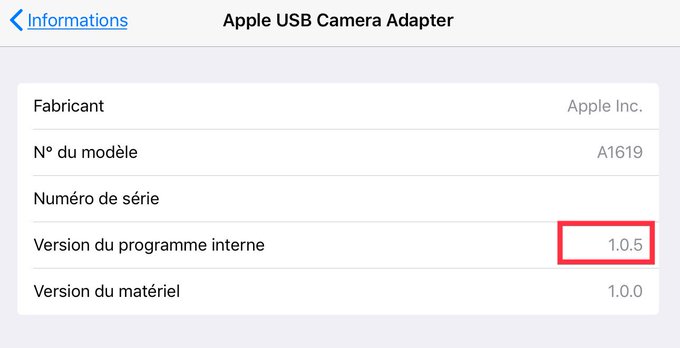 Informations
Apple USB Camera Adapter
Fabricant Apple Inc.
N° du modèle A1619
Numéro de série
Version du programme interne 1.0.5
Version du matériel 1.0.0